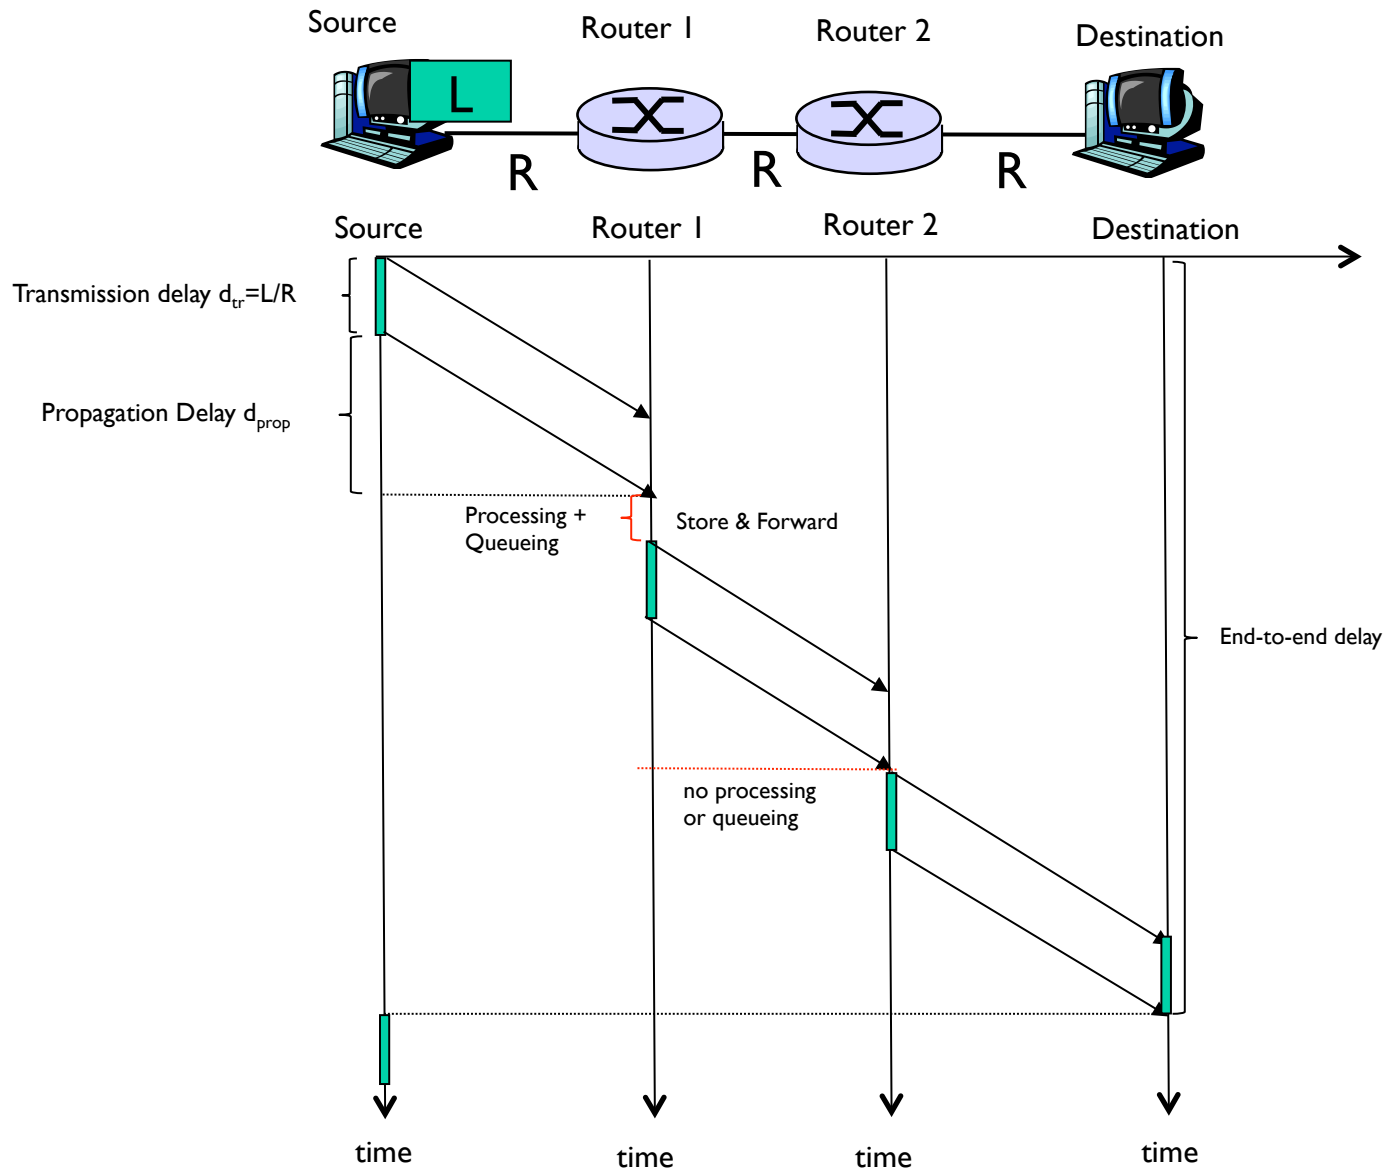 Source
Router 1
Router 2
Destination
L
R
R
R
Source
Router 1
Router 2
Destination
Transmission delay dtr=L/R
Propagation Delay dprop
Processing +
Queueing
Store & Forward
End-to-end delay
no processing
or queueing
time
time
time
time